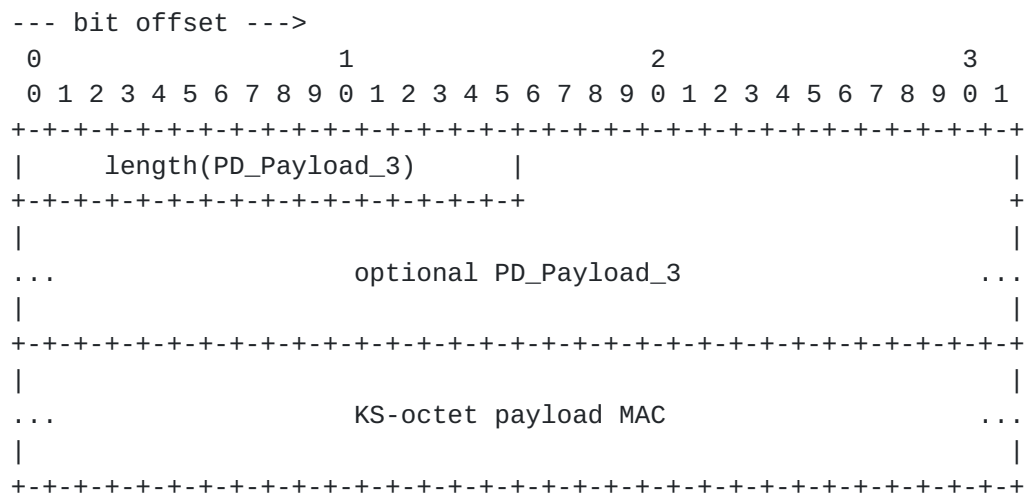 --- bit offset --->
 0                   1                   2                   3
 0 1 2 3 4 5 6 7 8 9 0 1 2 3 4 5 6 7 8 9 0 1 2 3 4 5 6 7 8 9 0 1
+-+-+-+-+-+-+-+-+-+-+-+-+-+-+-+-+-+-+-+-+-+-+-+-+-+-+-+-+-+-+-+-+
|     length(PD_Payload_3)      |                               |
+-+-+-+-+-+-+-+-+-+-+-+-+-+-+-+-+                               +
|                                                               |
...                   optional PD_Payload_3                   ...
|                                                               |
+-+-+-+-+-+-+-+-+-+-+-+-+-+-+-+-+-+-+-+-+-+-+-+-+-+-+-+-+-+-+-+-+
|                                                               |
...                   KS-octet payload MAC                    ...
|                                                               |
+-+-+-+-+-+-+-+-+-+-+-+-+-+-+-+-+-+-+-+-+-+-+-+-+-+-+-+-+-+-+-+-+